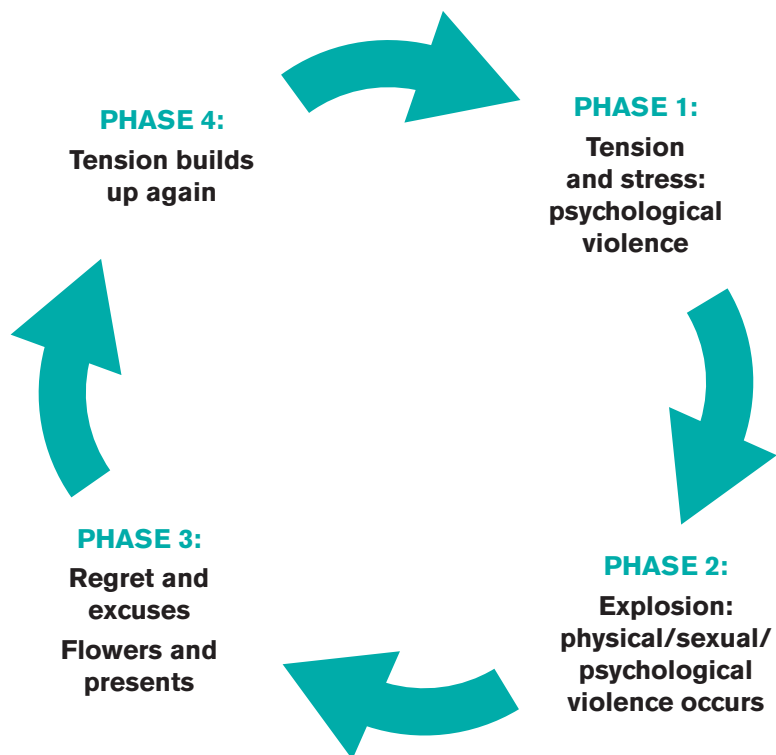 PHASE 1:
Tension
and stress:
psychological
violence
PHASE 2:
Explosion:
physical/sexual/
psychological
violence occurs
PHASE 3:
Regret and
excuses
Flowers and
presents
PHASE 4:
Tension builds
up again